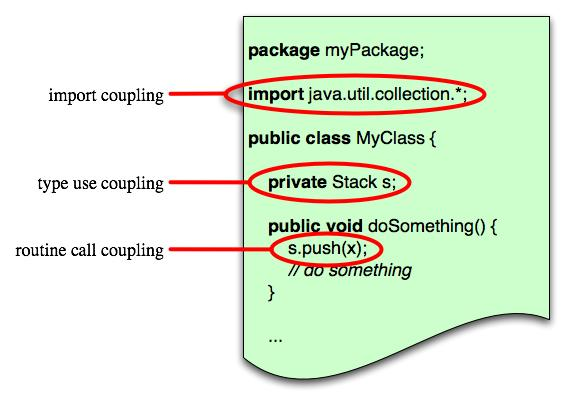 package myPackage;
import coupling
import java.util.collection.*;
public class MyClass {
type use coupling
private Stack s;
public void doSomething() {
routine call coupling
s.push(x);
// do something
}
...